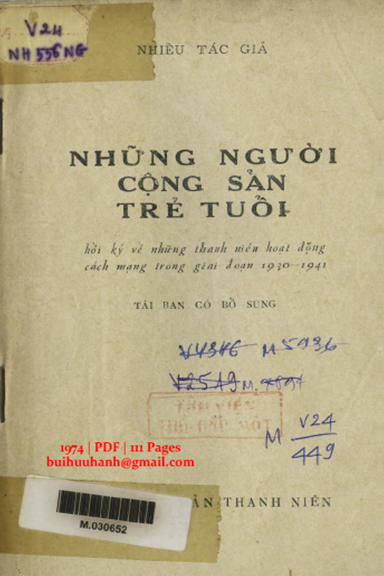 V24
NH 556 NG
NHIỀU TÁC GIẢ
NHỮNG NGƯỜI
CỘNG SẢN
TRẺ TUỔI
hồi ký về những thanh niên hoạt động
cách mạng trong giai đoạn 1930-1941
TÁI BẢN CÓ BỔ SUNG
M 5936
M V24
449
1974 | PDF | 111 Pages
buihuuhanh@gmail.com
M.030652
THANH NIÊN